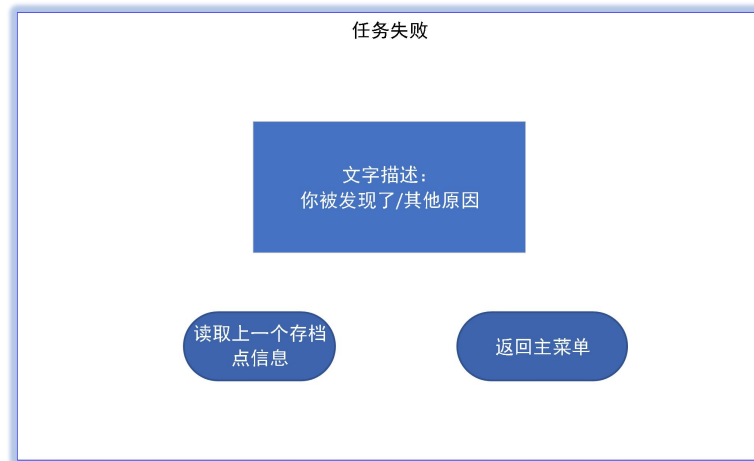 任务失败
文字描述：
你被发现了/其他原因
读取上一个存档
点信息
返回主菜单